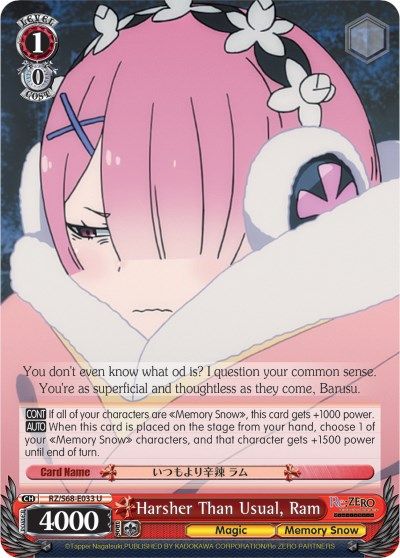 LEVEL
1
0
COST
You don't even know what od is? I question your common sense.
You're as superficial and thoughtless as they come, Barusu.
CONT If all of your characters are «Memory Snow», this card gets +1000 power.
AUTO When this card is placed on the stage from your hand, choose 1 of
your «Memory Snow» characters, and that character gets +1500 power
until end of turn.
Card Name いつもより辛辣 ラム
CH RZ/S68-E033 U
Harsher Than Usual, Ram
Re:ZERO
POWER 4000 SOUL
Magic Memory Snow
©Tappei Nagatsuki,PUBLISHED BY KADOKAWA CORPORATION/Re:ZERO PARTNERS